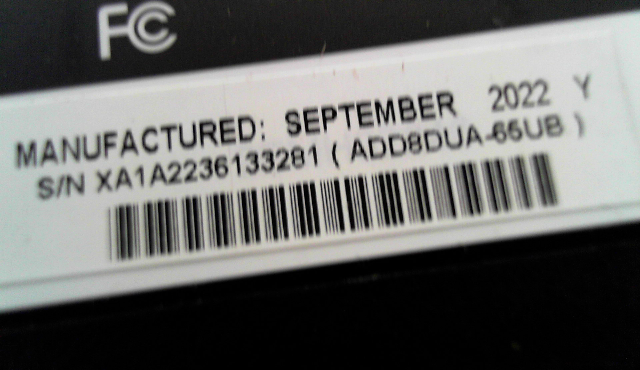 FC
MANUFACTURED: SEPTEMBER 2022 Y
S/N XA1A2236133281 ( ADD8DUA-65UB )